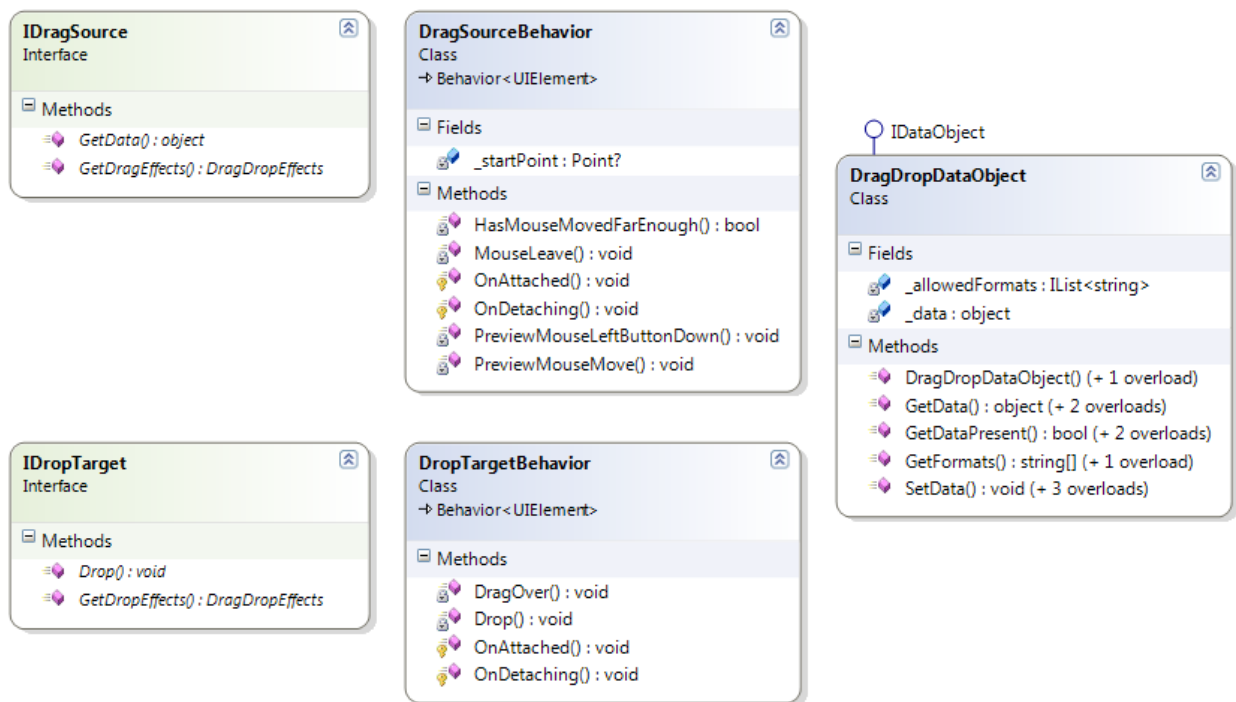 IDragSource
Interface
Methods
GetData() : object
GetDragEffects() : DragDropEffects
DragSourceBehavior
Class
Behavior<UIElement>
Fields
_startPoint : Point?
Methods
HasMouseMovedFarEnough() : bool
MouseLeave() : void
OnAttached() : void
OnDetaching() : void
PreviewMouseLeftButtonDown() : void
PreviewMouseMove() : void
IDataObject
DragDropDataObject
Class
Fields
_allowedFormats : IList<string>
_data : object
Methods
DragDropDataObject() (+ 1 overload)
GetData() : object (+ 2 overloads)
GetDataPresent() : bool (+ 2 overloads)
GetFormats() : string[] (+ 1 overload)
SetData() : void (+ 3 overloads)
IDropTarget
Interface
Methods
Drop() : void
GetDropEffects() : DragDropEffects
DropTargetBehavior
Class
Behavior<UIElement>
Methods
DragOver() : void
Drop() : void
OnAttached() : void
OnDetaching() : void